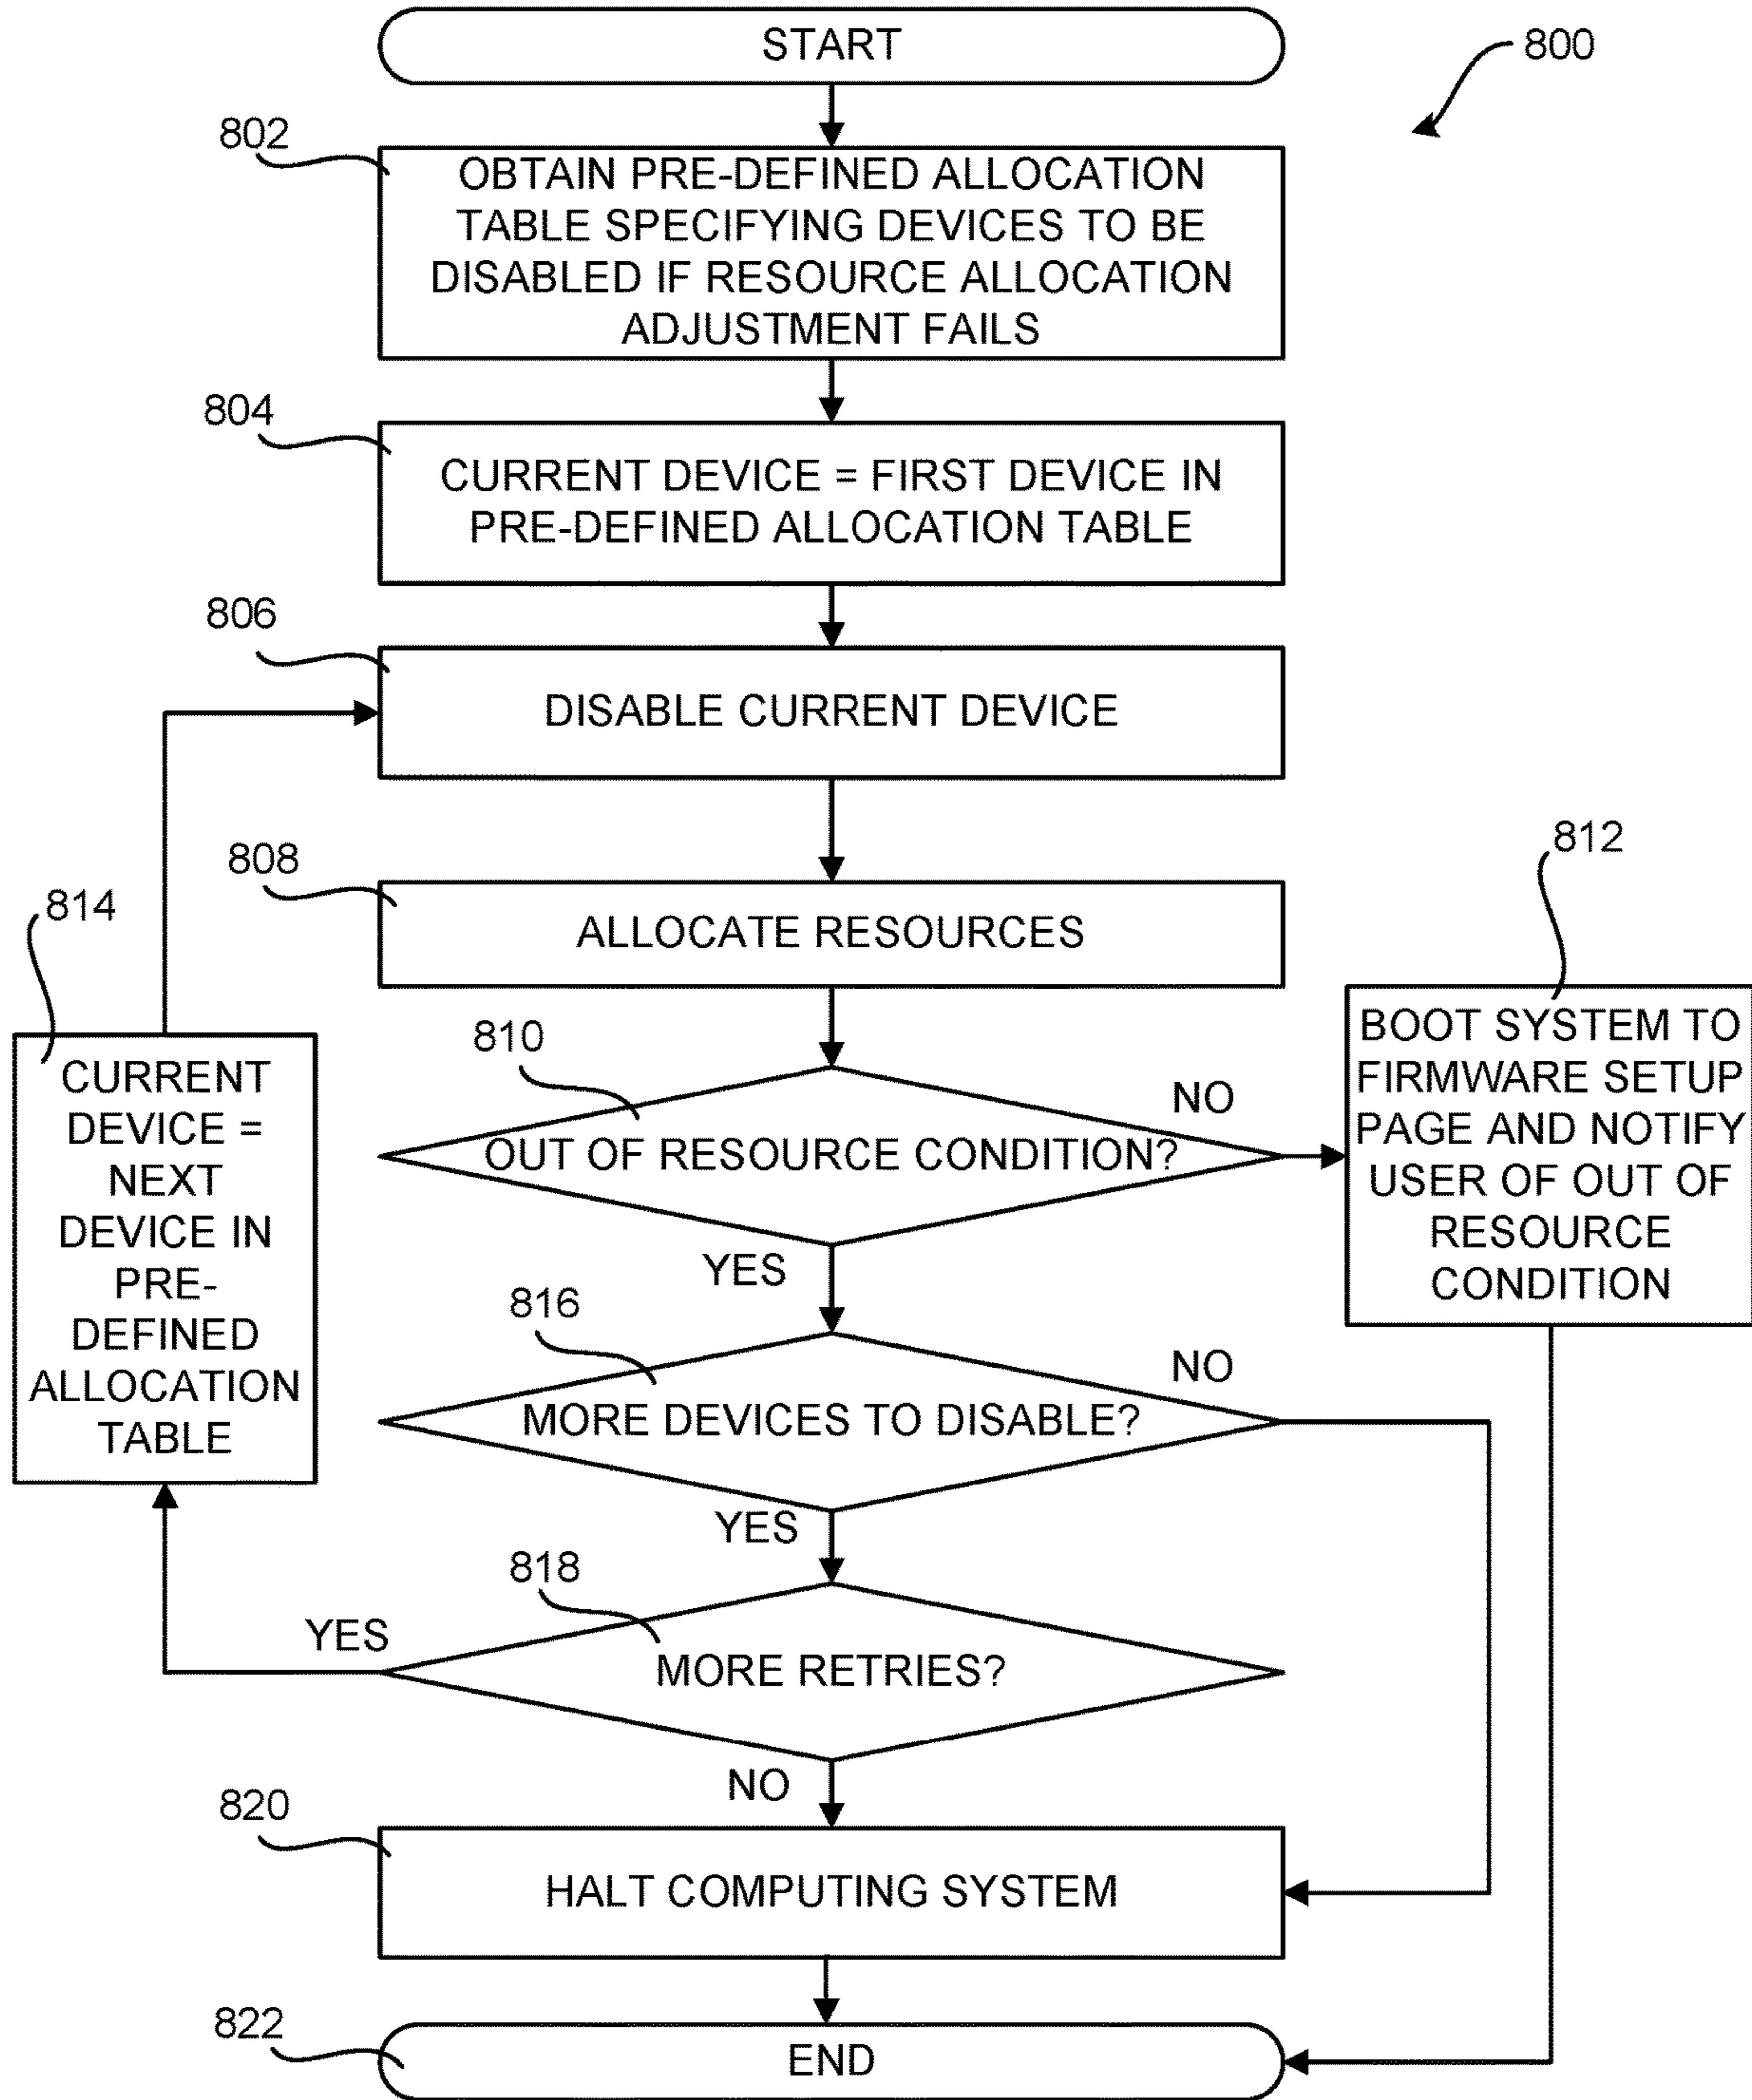 START
800
802
OBTAIN PRE-DEFINED ALLOCATION
TABLE SPECIFYING DEVICES TO BE
DISABLED IF RESOURCE ALLOCATION
ADJUSTMENT FAILS
804
CURRENT DEVICE = FIRST DEVICE IN
PRE-DEFINED ALLOCATION TABLE
806
DISABLE CURRENT DEVICE
808
ALLOCATE RESOURCES
810
OUT OF RESOURCE CONDITION?
NO
YES
812
BOOT SYSTEM TO
FIRMWARE SETUP
PAGE AND NOTIFY
USER OF OUT OF
RESOURCE
CONDITION
814
CURRENT
DEVICE =
NEXT
DEVICE IN
PRE-
DEFINED
ALLOCATION
TABLE
816
MORE DEVICES TO DISABLE?
NO
YES
818
MORE RETRIES?
YES
NO
820
HALT COMPUTING SYSTEM
822
END